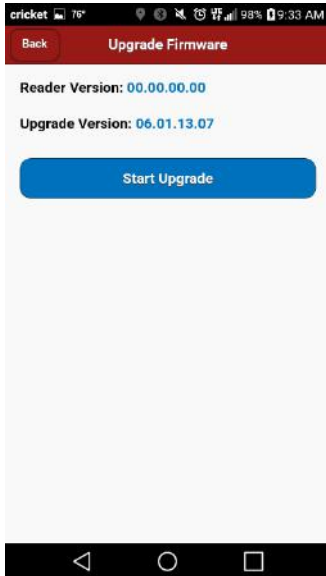 cricket 76° 98% 9:33 AM
Back Upgrade Firmware
Reader Version: 00.00.00.00
Upgrade Version: 06.01.13.07
Start Upgrade